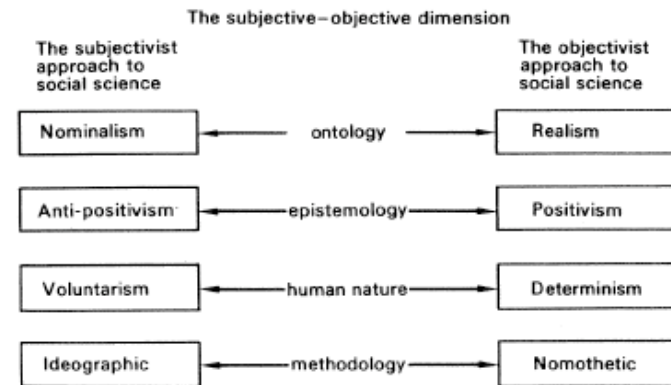 The subjective–objective dimension
The subjectivist
approach to
social science
The objectivist
approach to
social science
Nominalism ontology Realism
Anti-positivism epistemology Positivism
Voluntarism human nature Determinism
Ideographic methodology Nomothetic